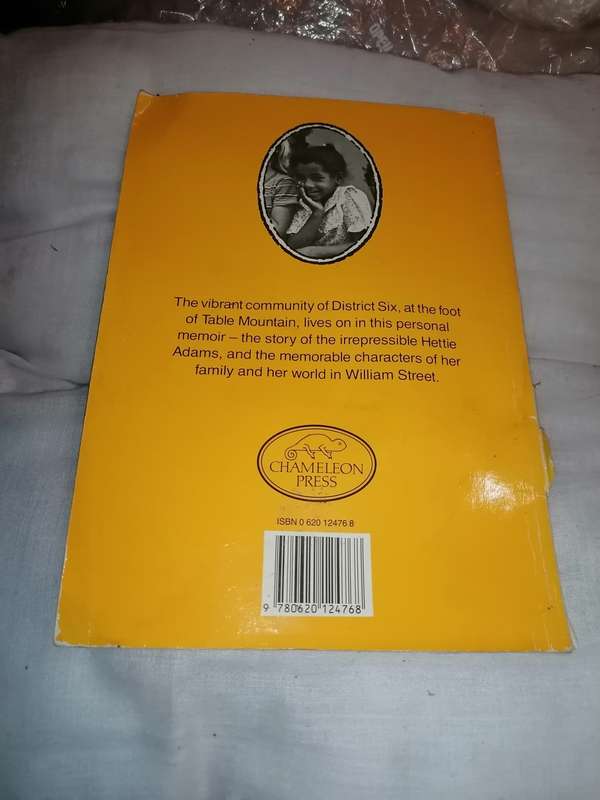 The vibrant community of District Six, at the foot
of Table Mountain, lives on in this personal
memoir – the story of the irrepressible Hettie
Adams, and the memorable characters of her
family and her world in William Street.
CHAMELEON
PRESS
ISBN 0 620 12476 8
9 780620 124768